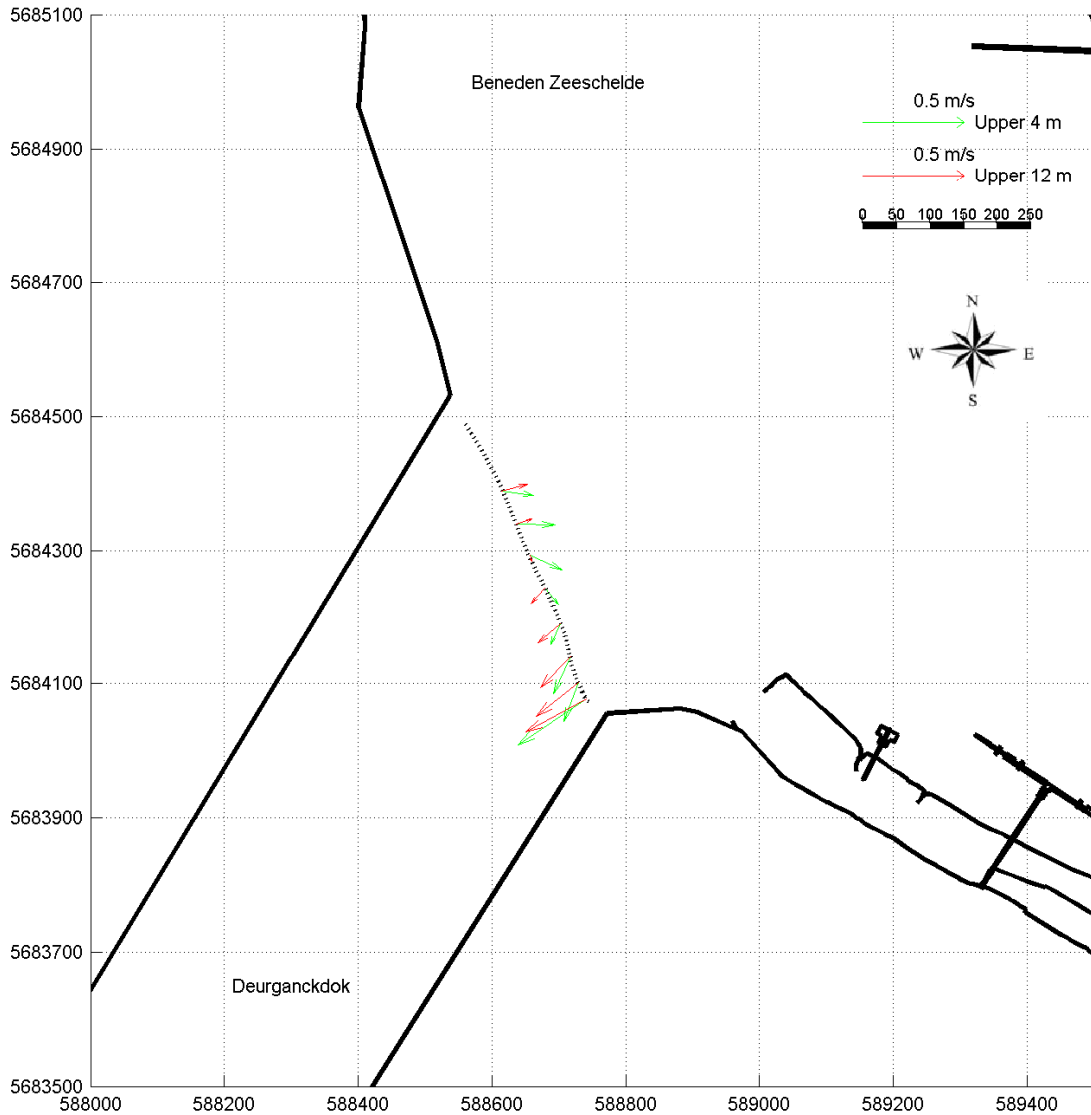 5685100
5684900
5684700
5684500
5684300
5684100
5683900
5683700
5683500
Beneden Zeeschelde
0.5 m/s
Upper 4 m
0.5 m/s
Upper 12 m
0 50 100 150 200 250
N
W E
S
Deurganckdok
588000 588200 588400 588600 588800 589000 589200 589400